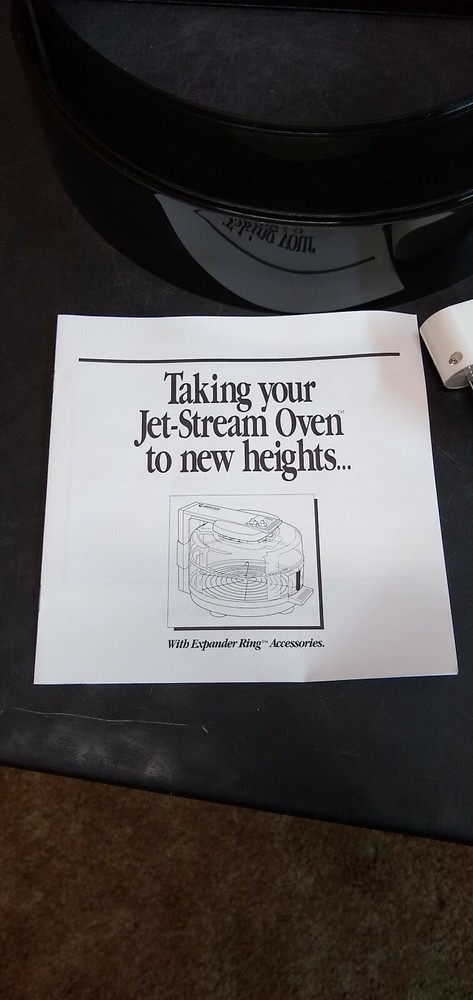 Taking your
Jet-Stream Oven™
to new heights...
With Expander Ring™ Accessories.